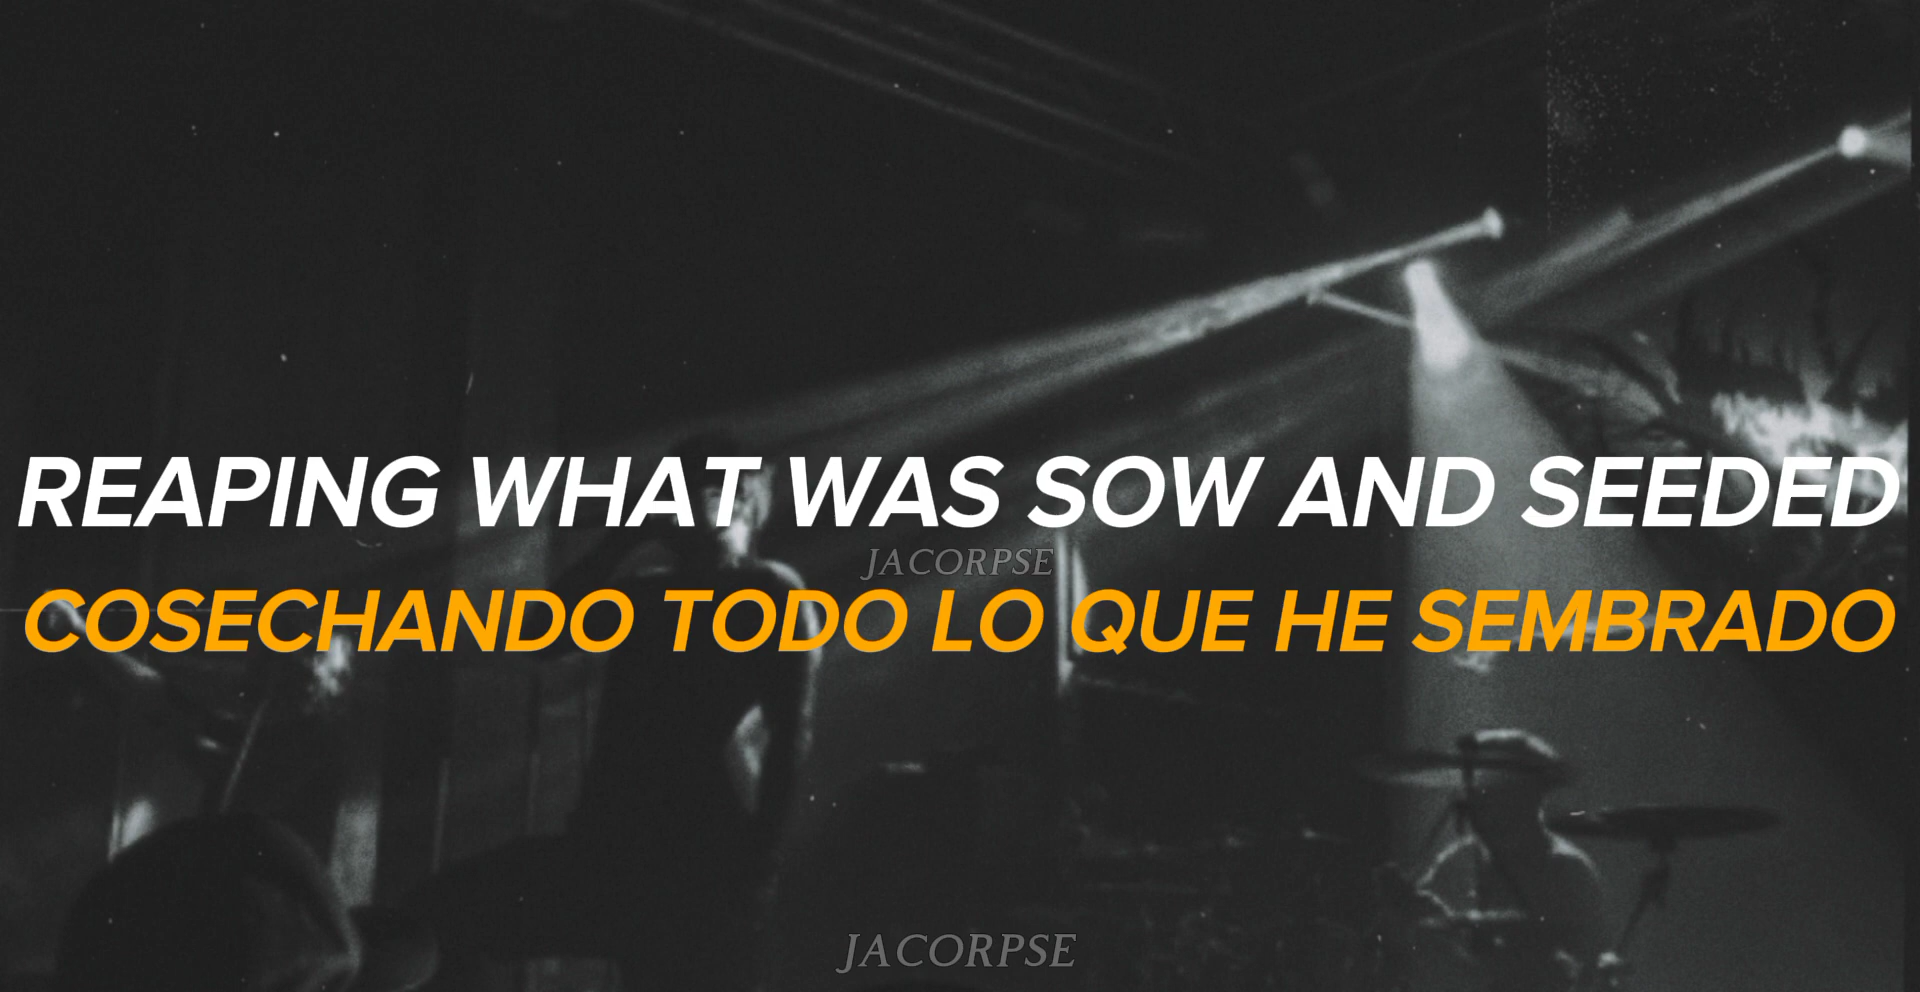 REAPING WHAT WAS SOW AND SEEDED
JACORPSE
COSECHANDO TODO LO QUE HE SEMBRADO
JACORPSE